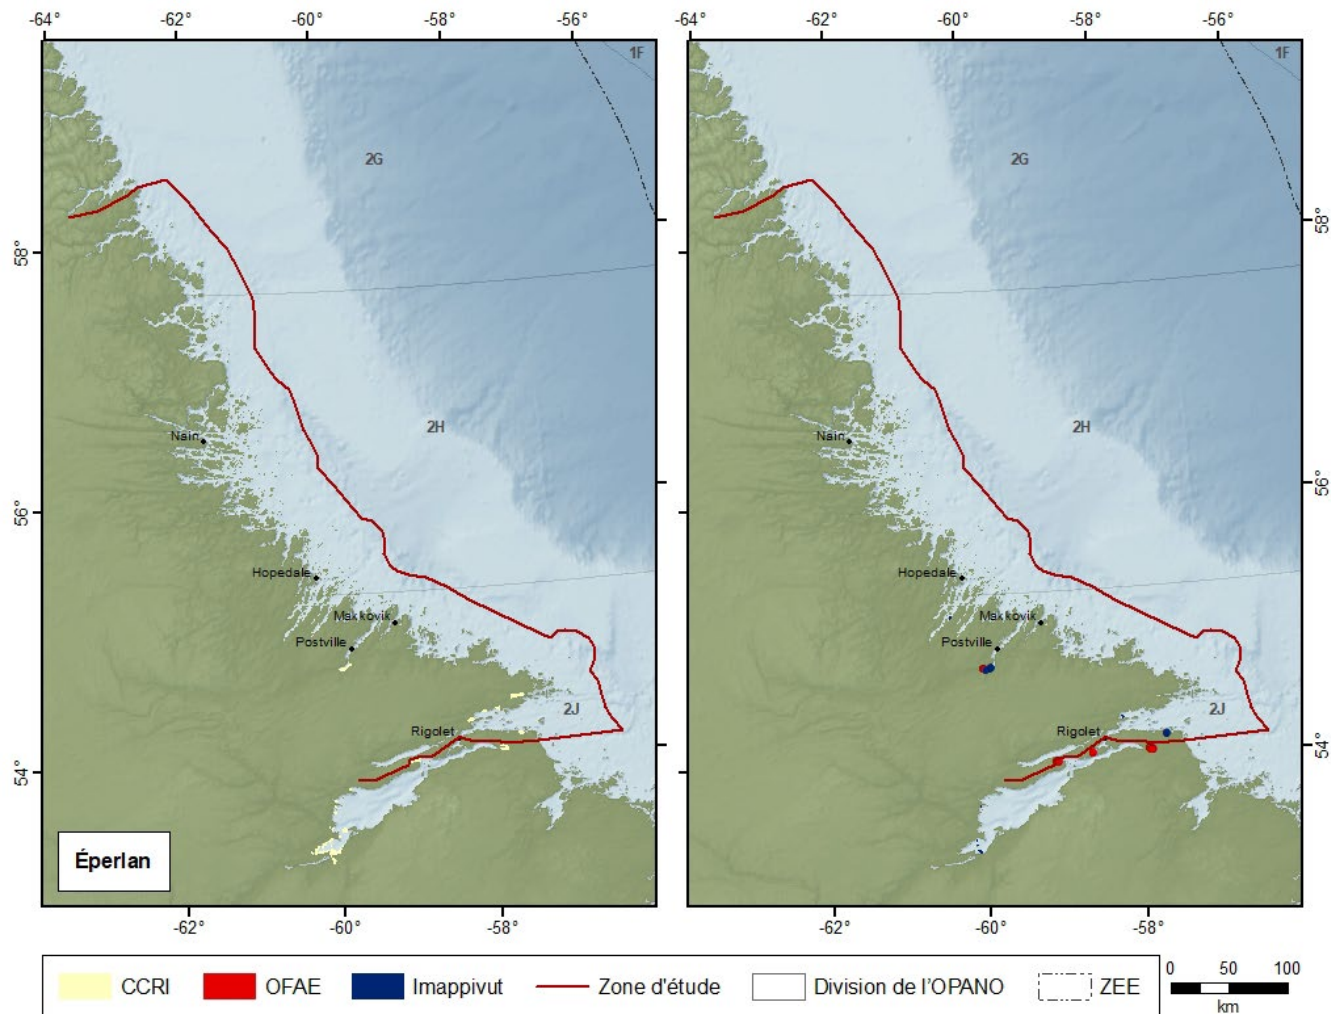 -64° -62° -60° -58° -56° -64° -62° -60° -58° -56°
1F 1F
2G 2G
58° 58°
2H 2H
Nain Nain
56° 56°
Hopedale Hopedale
Makkovik Makkovik
Postville Postville
2J 2J
Rigolet Rigolet
54° 54°
Éperlan
-62° -60° -58° -62° -60° -58°
CCRI OFAE Imappivut Zone d'étude Division de l'OPANO ZEE
0 50 100
km